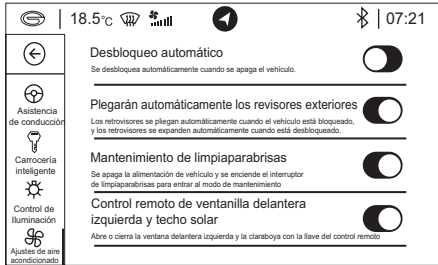 18.5°c
07:21
Desbloqueo automático
Se desbloquea automáticamente cuando se apaga el vehículo.
Asistencia
de conducción
Plegarán automáticamente los revisores exteriores
Los retrovisores se pliegan automáticamente cuando el vehículo está bloqueado,
y los retrovisores se expanden automáticamente cuando está desbloqueado.
Carrocería
inteligente
Mantenimiento de limpiaparabrisas
Se apaga la alimentación de vehículo y se enciende el interruptor
de limpiaparabrisas para entrar al modo de mantenimiento
Control de
Iluminación
Control remoto de ventanilla delantera
izquierda y techo solar
Abre o cierra la ventana delantera izquierda y la claraboya con la llave del control remoto
Ajustes de aire
acondicionado